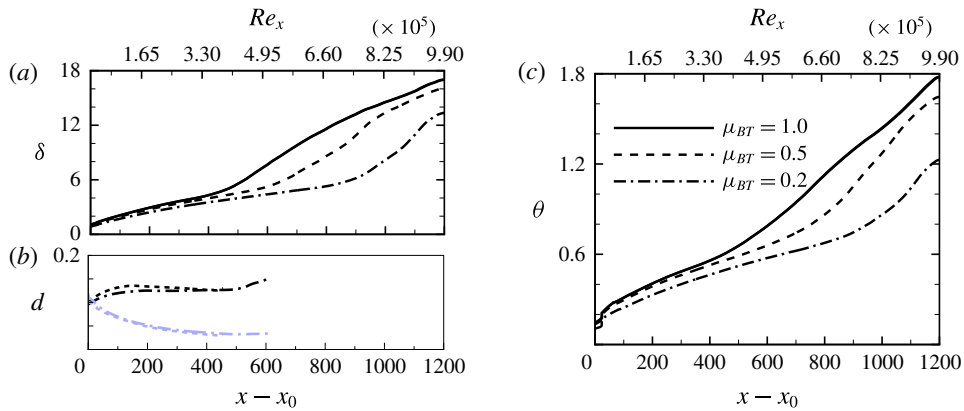 Re_x
(× 10^5)
1.65 3.30 4.95 6.60 8.25 9.90
(a)
18
12
6
0
δ
(b)
0.2
d
0 200 400 600 800 1000 1200
x − x_0
Re_x
(× 10^5)
1.65 3.30 4.95 6.60 8.25 9.90
(c)
1.8
1.2
0.6
θ
μ_BT = 1.0
μ_BT = 0.5
μ_BT = 0.2
0 200 400 600 800 1000 1200
x − x_0